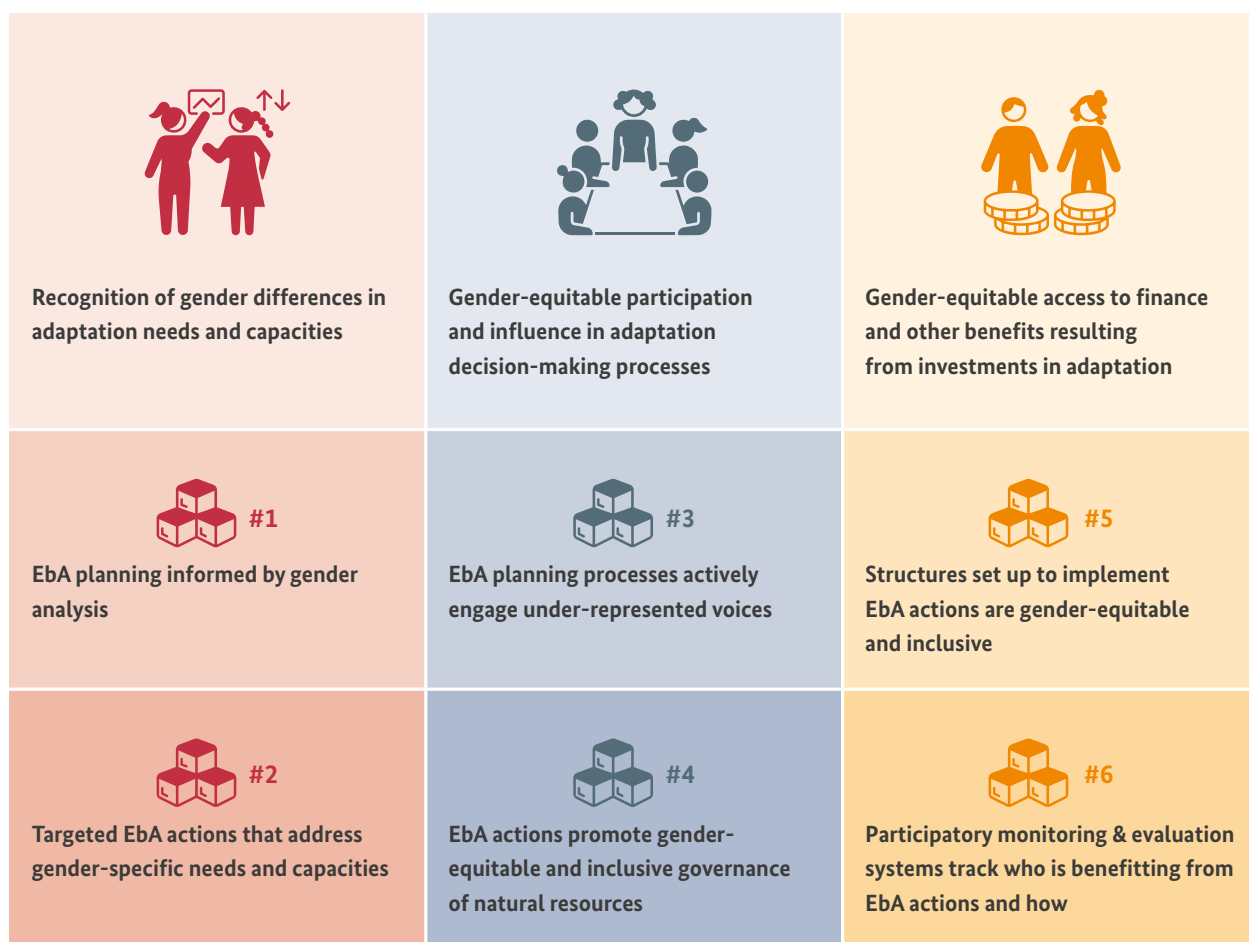 Recognition of gender differences in
adaptation needs and capacities
Gender-equitable participation
and influence in adaptation
decision-making processes
Gender-equitable access to finance
and other benefits resulting
from investments in adaptation
#1
EbA planning informed by gender
analysis
#3
EbA planning processes actively
engage under-represented voices
#5
Structures set up to implement
EbA actions are gender-equitable
and inclusive
#2
Targeted EbA actions that address
gender-specific needs and capacities
#4
EbA actions promote gender-
equitable and inclusive governance
of natural resources
#6
Participatory monitoring & evaluation
systems track who is benefitting from
EbA actions and how